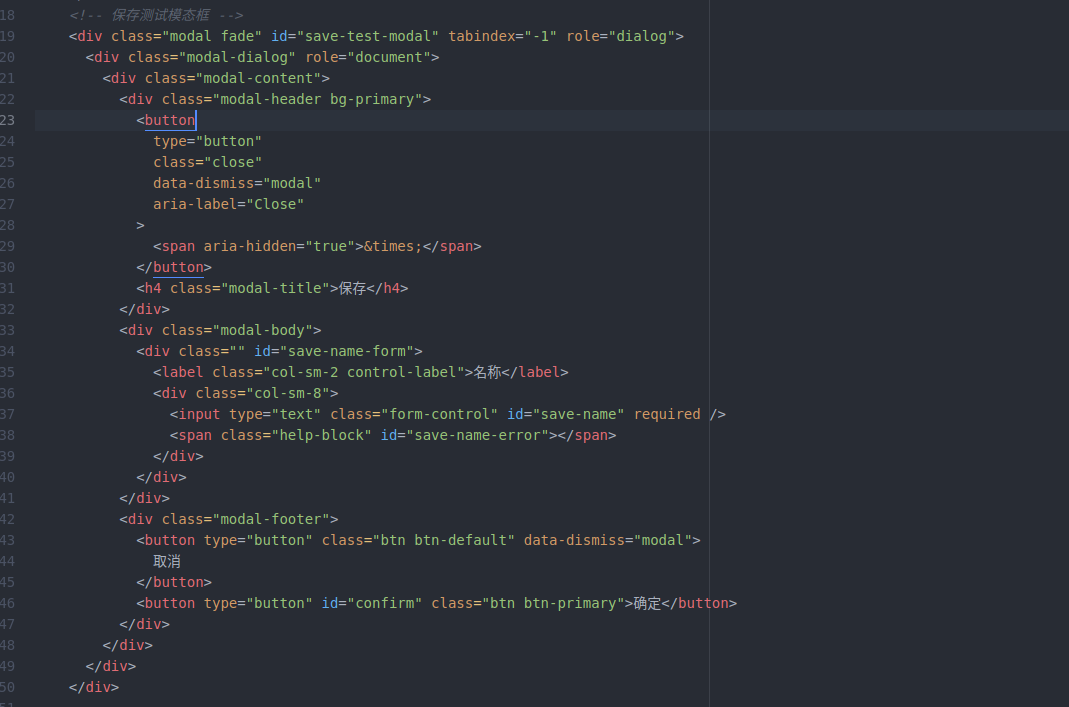 18 <!-- 保存测试模态框 -->
19 <div class="modal fade" id="save-test-modal" tabindex="-1" role="dialog">
20 <div class="modal-dialog" role="document">
21 <div class="modal-content">
22 <div class="modal-header bg-primary">
23 <button
24 type="button"
25 class="close"
26 data-dismiss="modal"
27 aria-label="Close"
28 >
29 <span aria-hidden="true">&times;</span>
30 </button>
31 <h4 class="modal-title">保存</h4>
32 </div>
33 <div class="modal-body">
34 <div class="" id="save-name-form">
35 <label class="col-sm-2 control-label">名称</label>
36 <div class="col-sm-8">
37 <input type="text" class="form-control" id="save-name" required />
38 <span class="help-block" id="save-name-error"></span>
39 </div>
40 </div>
41 </div>
42 <div class="modal-footer">
43 <button type="button" class="btn btn-default" data-dismiss="modal">
44 取消
45 </button>
46 <button type="button" id="confirm" class="btn btn-primary">确定</button>
47 </div>
48 </div>
49 </div>
50 </div>